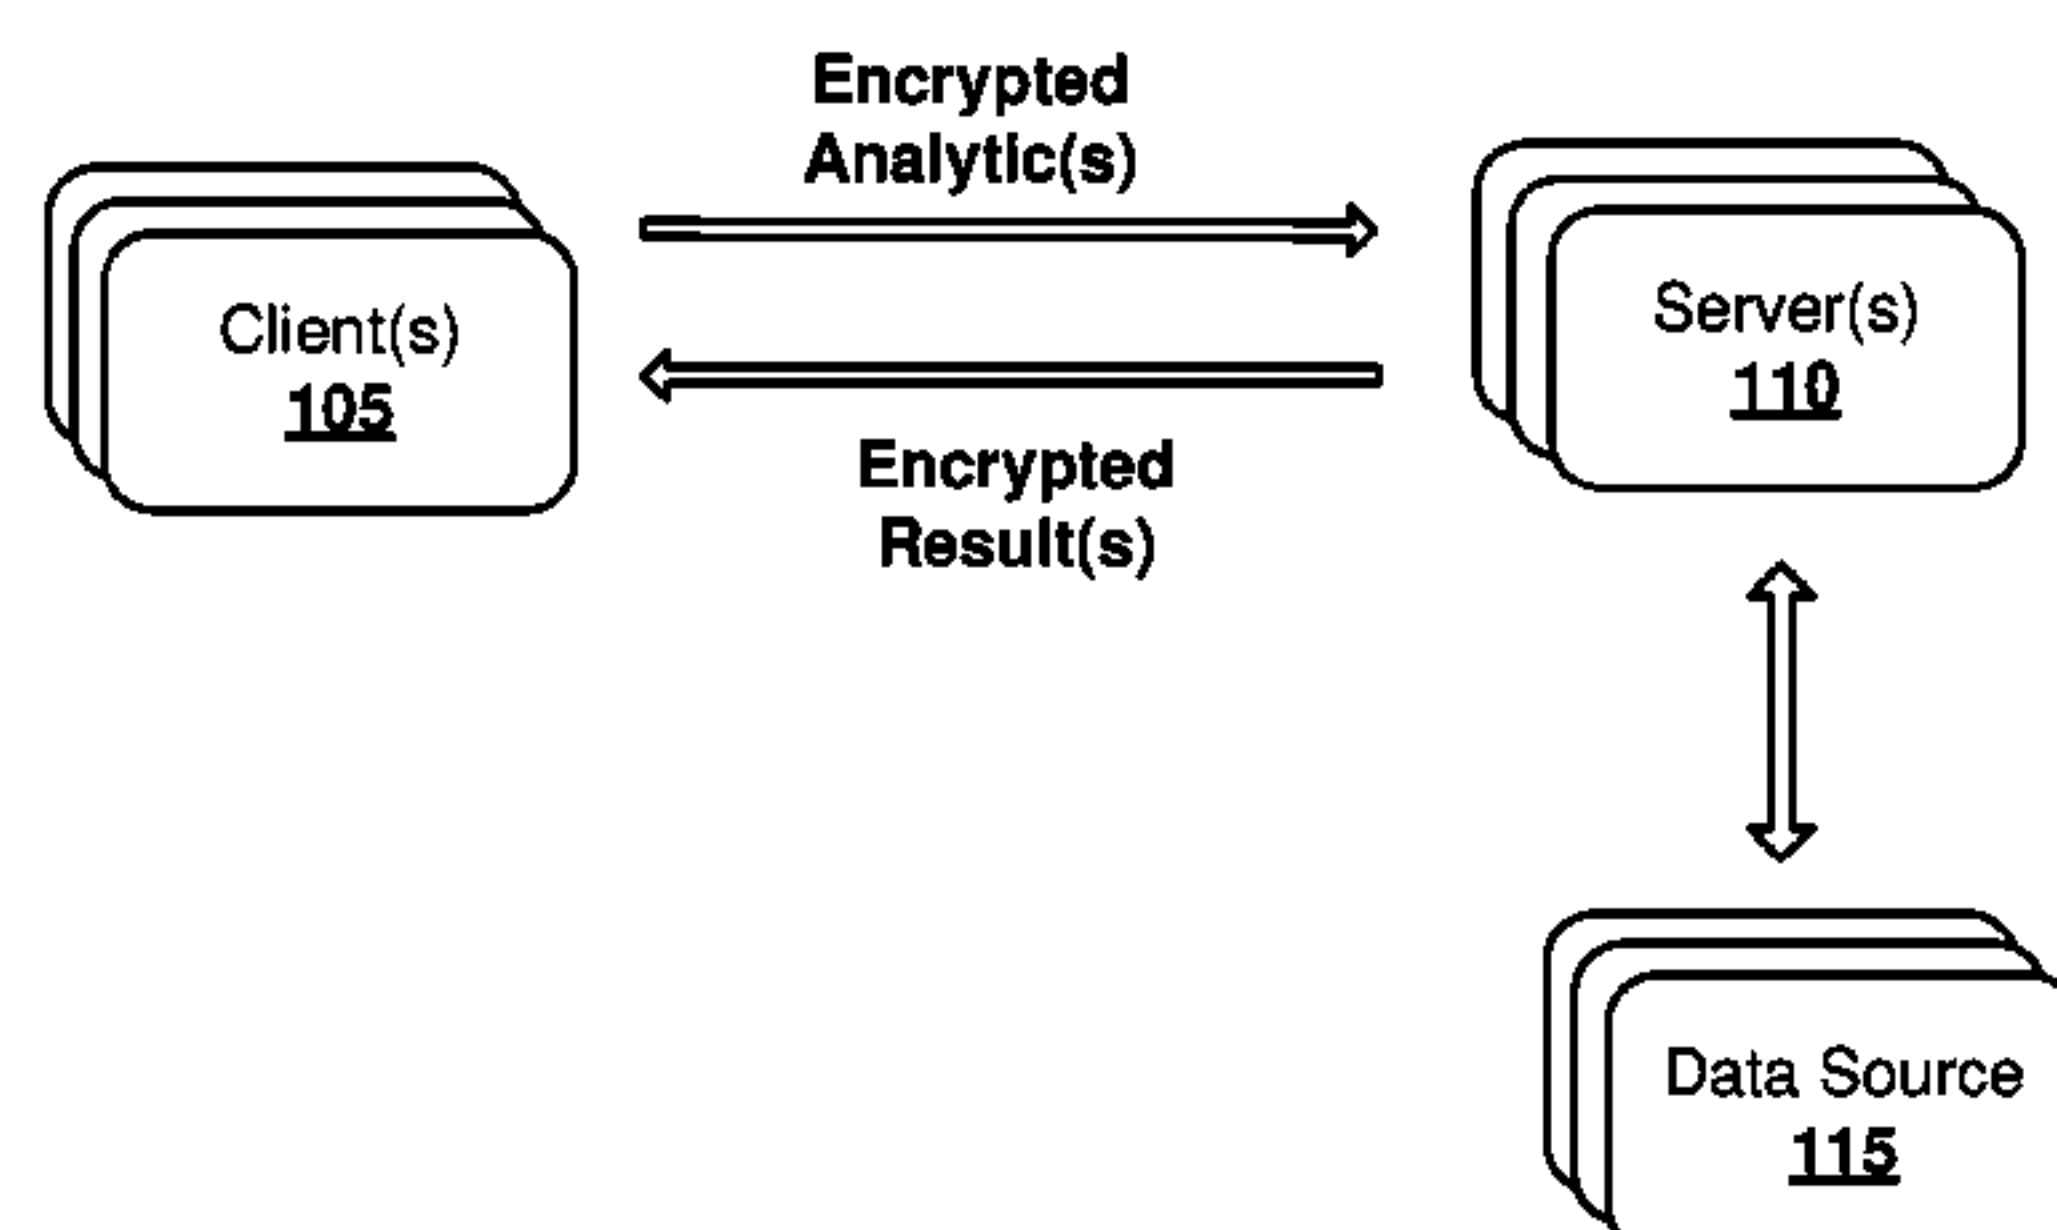 Encrypted
Analytic(s)
Client(s)
105
Server(s)
110
Encrypted
Result(s)
Data Source
115